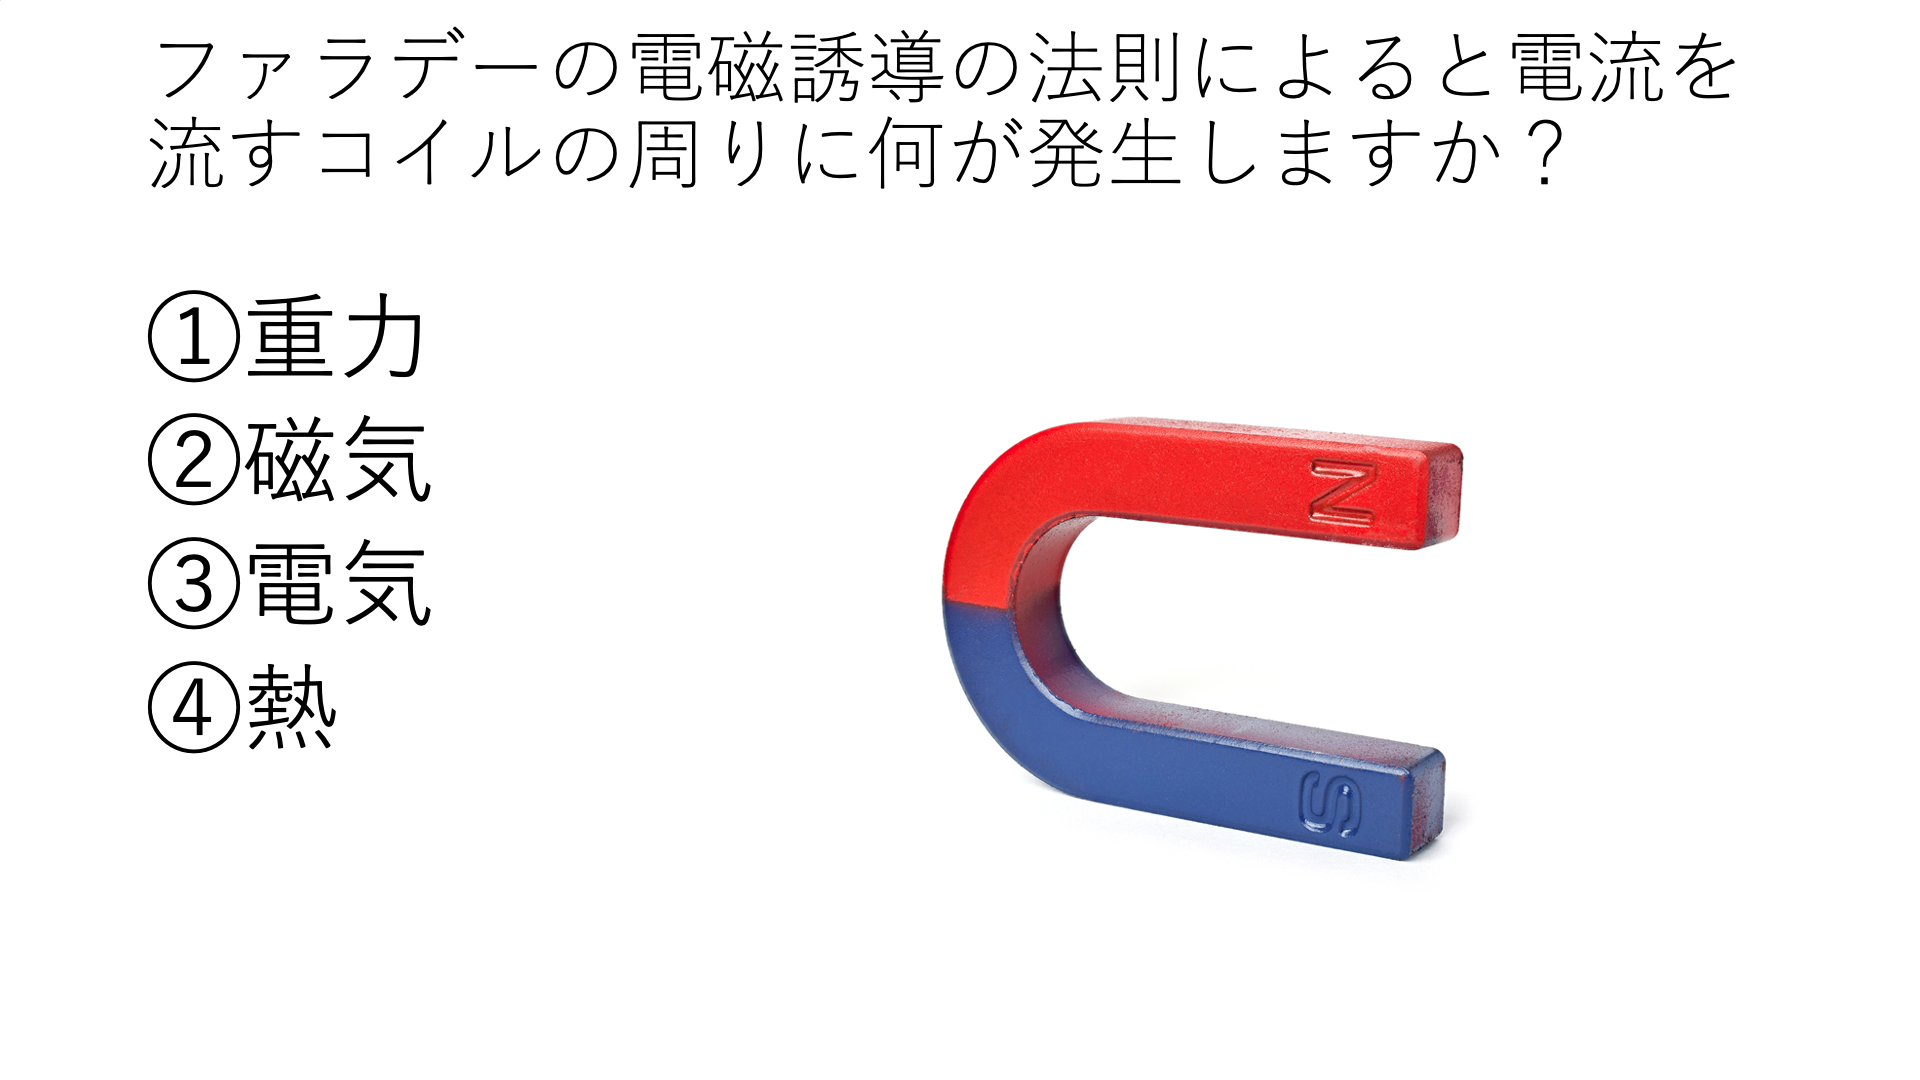 ファラデーの電磁誘導の法則によると電流を
流すコイルの周りに何が発生しますか？
①重力
②磁気
③電気
④熱
N
S